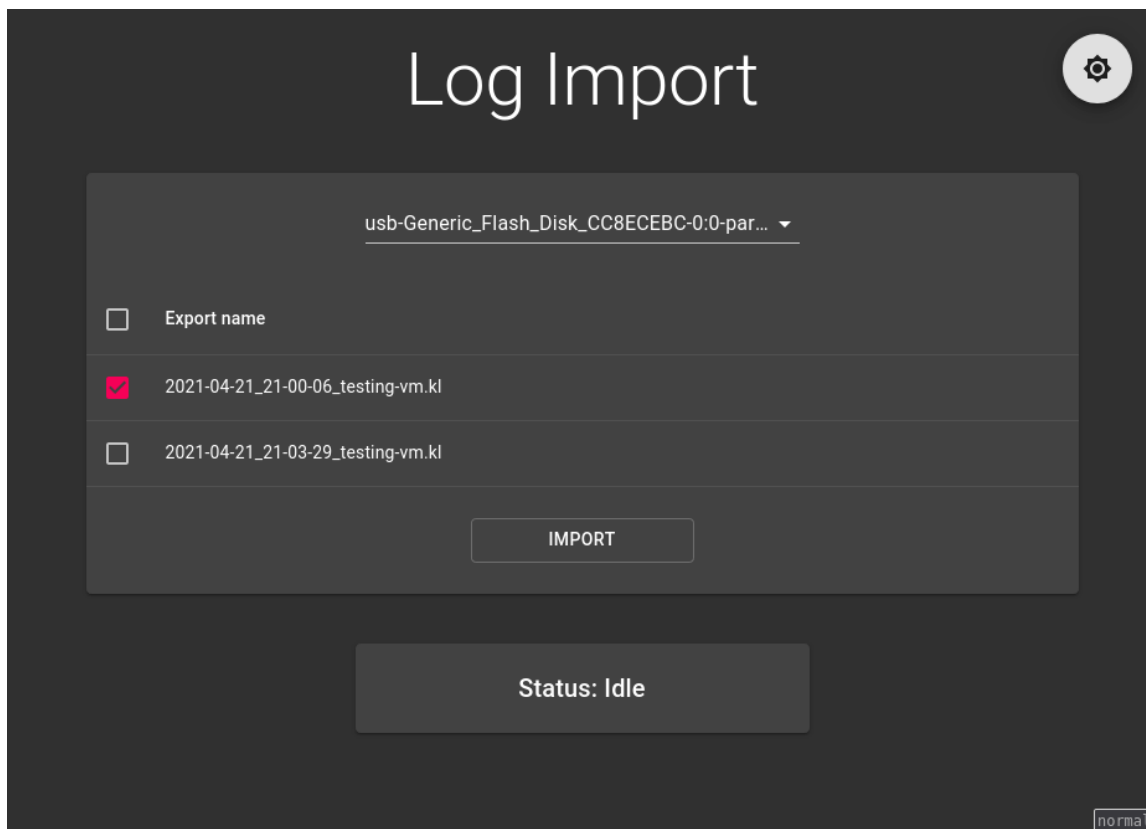 Log Import
usb-Generic_Flash_Disk_CC8ECEBC-0:0-par...
Export name
2021-04-21_21-00-06_testing-vm.kl
2021-04-21_21-03-29_testing-vm.kl
IMPORT
Status: Idle